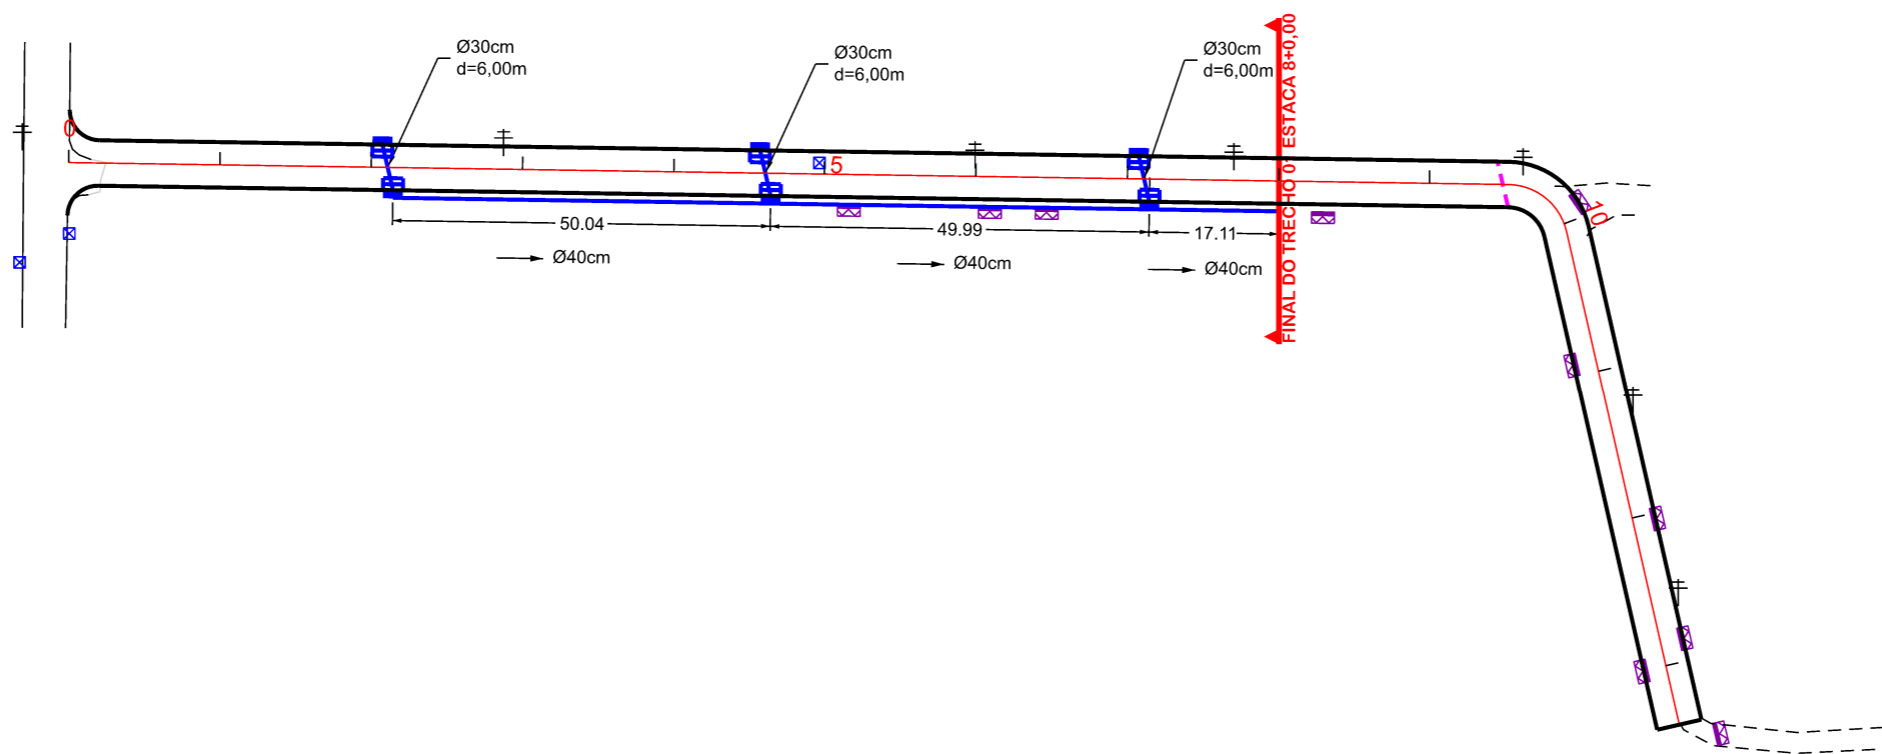 Ø30cm
d=6,00m
Ø30cm
d=6,00m
Ø30cm
d=6,00m
FINAL DO TRECHO 01 ESTACA 8+0,00
0
5
10
50.04
49.99
17.11
Ø40cm
Ø40cm
Ø40cm